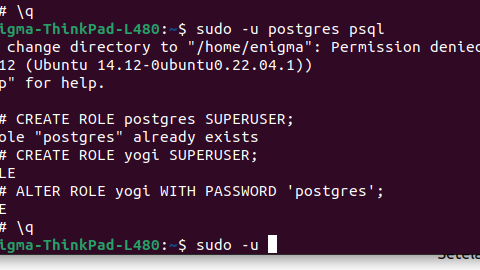 # \q
igma-ThinkPad-L480:~$ sudo -u postgres psql
change directory to "/home/enigma": Permission denied
12 (Ubuntu 14.12-0ubuntu0.22.04.1))
p" for help.
# CREATE ROLE postgres SUPERUSER;
ole "postgres" already exists
# CREATE ROLE yogi SUPERUSER;
LE
# ALTER ROLE yogi WITH PASSWORD 'postgres';
E
# \q
igma-ThinkPad-L480:~$ sudo -u